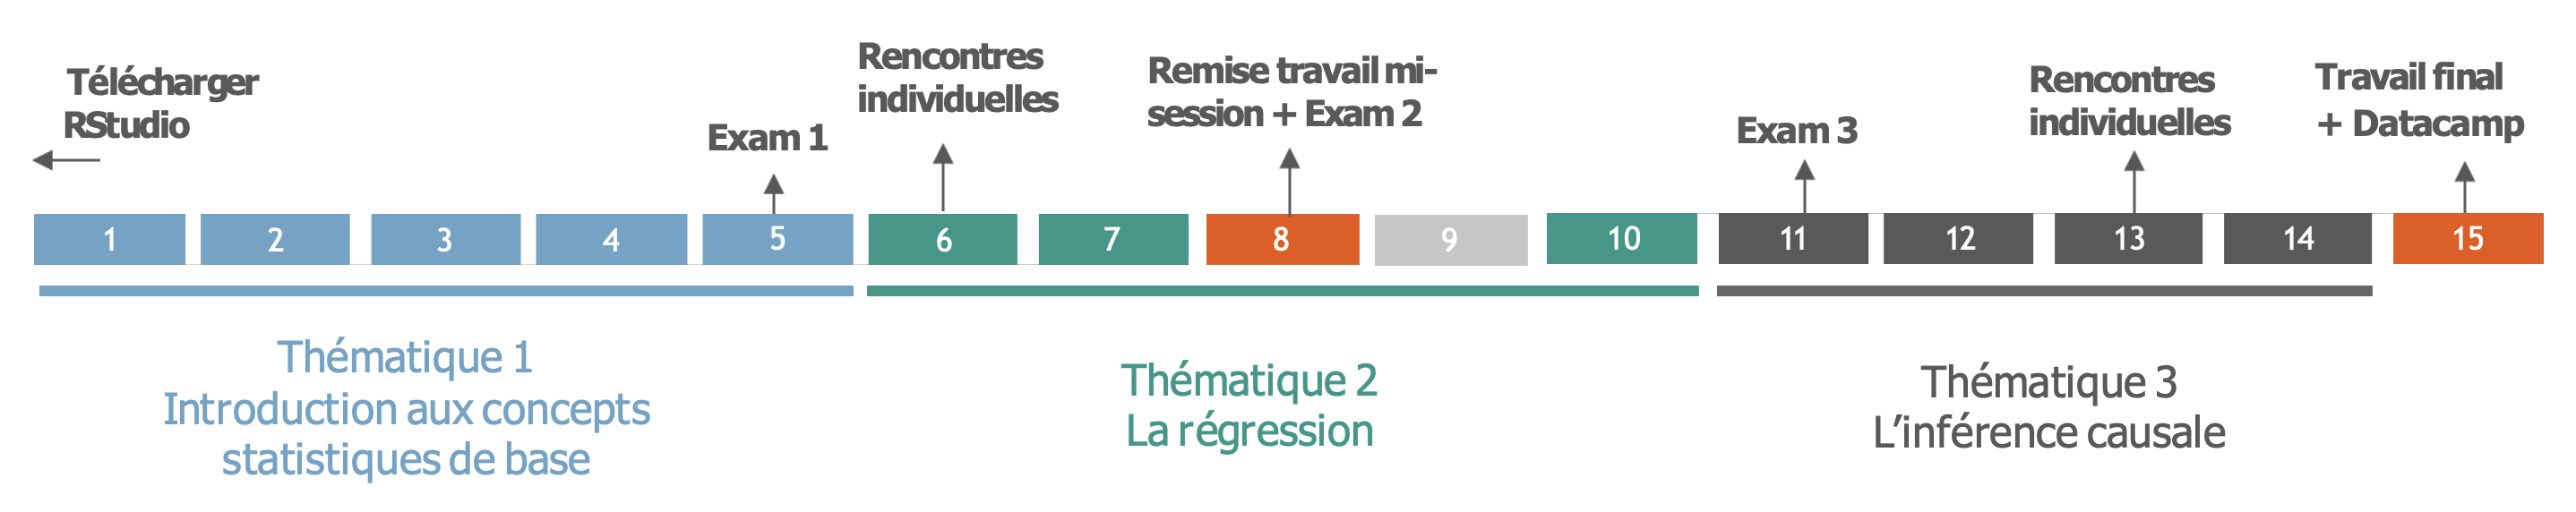 Télécharger
RStudio
Exam 1
Rencontres
individuelles
Remise travail mi-
session + Exam 2
Exam 3
Rencontres
individuelles
Travail final
+ Datacamp
1 2 3 4 5 6 7 8 9 10 11 12 13 14 15
Thématique 1
Introduction aux concepts
statistiques de base
Thématique 2
La régression
Thématique 3
L’inférence causale